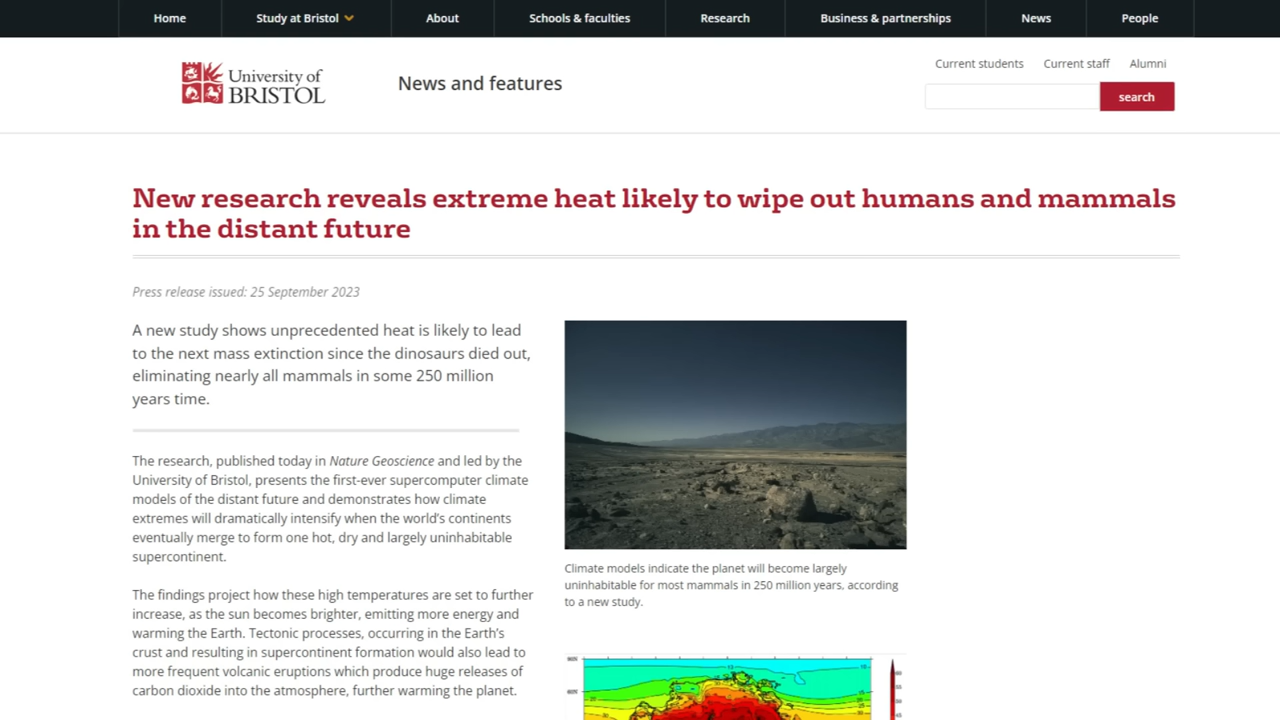 Home
Study at Bristol
About
Schools & faculties
Research
Business & partnerships
News
People
University of
BRISTOL
News and features
Current students
Current staff
Alumni
search
New research reveals extreme heat likely to wipe out humans and mammals
in the distant future
Press release issued: 25 September 2023
A new study shows unprecedented heat is likely to lead
to the next mass extinction since the dinosaurs died out,
eliminating nearly all mammals in some 250 million
years time.
The research, published today in Nature Geoscience and led by the
University of Bristol, presents the first-ever supercomputer climate
models of the distant future and demonstrates how climate
extremes will dramatically intensify when the world's continents
eventually merge to form one hot, dry and largely uninhabitable
supercontinent.
The findings project how these high temperatures are set to further
increase, as the sun becomes brighter, emitting more energy and
warming the Earth. Tectonic processes, occurring in the Earth's
crust and resulting in supercontinent formation would also lead to
more frequent volcanic eruptions which produce huge releases of
carbon dioxide into the atmosphere, further warming the planet.
Climate models indicate the planet will become largely
uninhabitable for most mammals in 250 million years, according
to a new study.